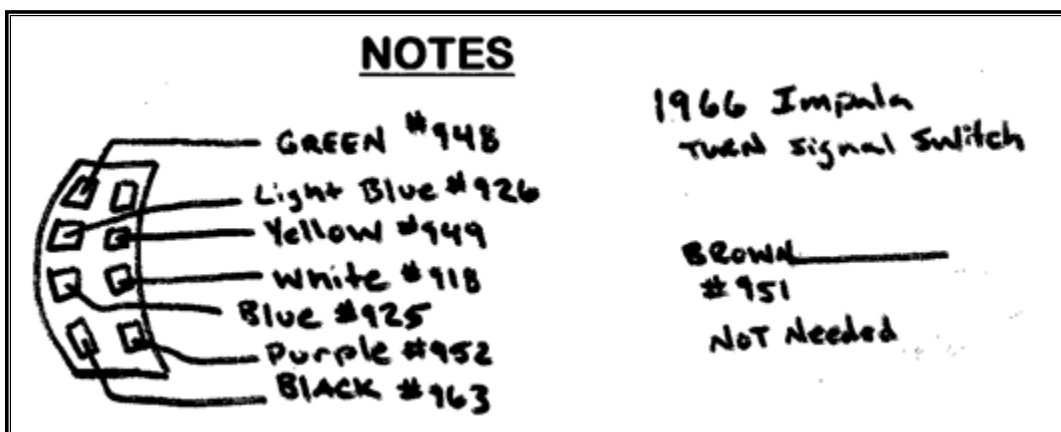 NOTES
GREEN #948
Light Blue #926
Yellow #949
White #918
Blue #925
Purple #952
BLACK #963
1966 Impala
TURN Signal Switch
BROWN
#951
NOT Needed